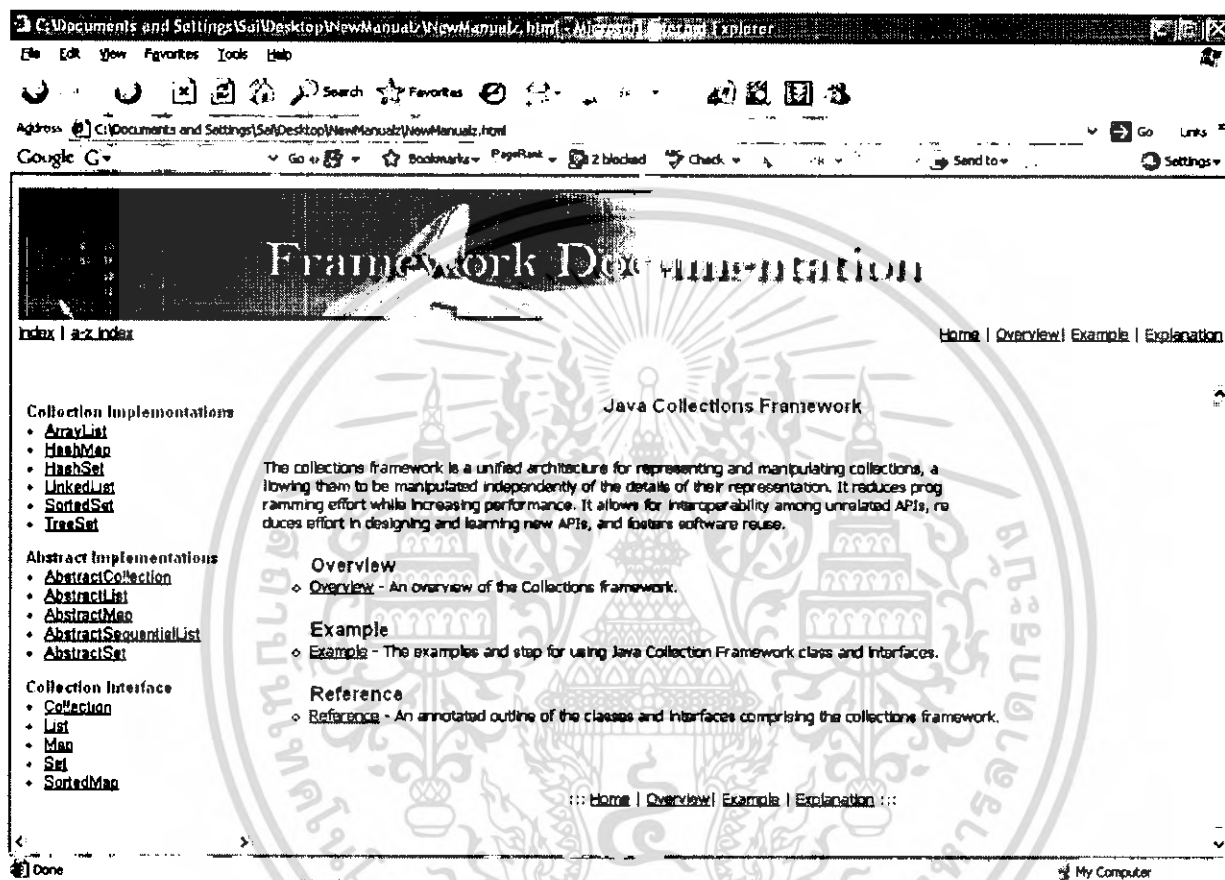 C:\Documents and Settings\Sai\Desktop\NewManualz\NewManualz.html - Microsoft Internet Explorer
File Edit View Favorites Tools Help
Search Favorites
Address C:\Documents and Settings\Sai\Desktop\NewManualz\NewManualz.html Go Links
Google G Go Bookmarks PageRank 2 blocked Check Send to Settings
Framework Documentation
Index | a-z index
Home | Overview | Example | Explanation
Collection Implementations
• ArrayList
• HashMap
• HashSet
• LinkedList
• SortedSet
• TreeSet
Abstract Implementations
• AbstractCollection
• AbstractList
• AbstractMap
• AbstractSequentialList
• AbstractSet
Collection Interface
• Collection
• List
• Map
• Set
• SortedMap
Java Collections Framework
The collections framework is a unified architecture for representing and manipulating collections, a
llowing them to be manipulated independently of the details of their representation. It reduces prog
ramming effort while increasing performance. It allows for interoperability among unrelated APIs, re
duces effort in designing and learning new APIs, and fosters software reuse.
Overview
Overview - An overview of the Collections framework.
Example
Example - The examples and step for using Java Collection Framework class and interfaces.
Reference
Reference - An annotated outline of the classes and interfaces comprising the collections framework.
::: Home | Overview | Example | Explanation :::
Done
My Computer